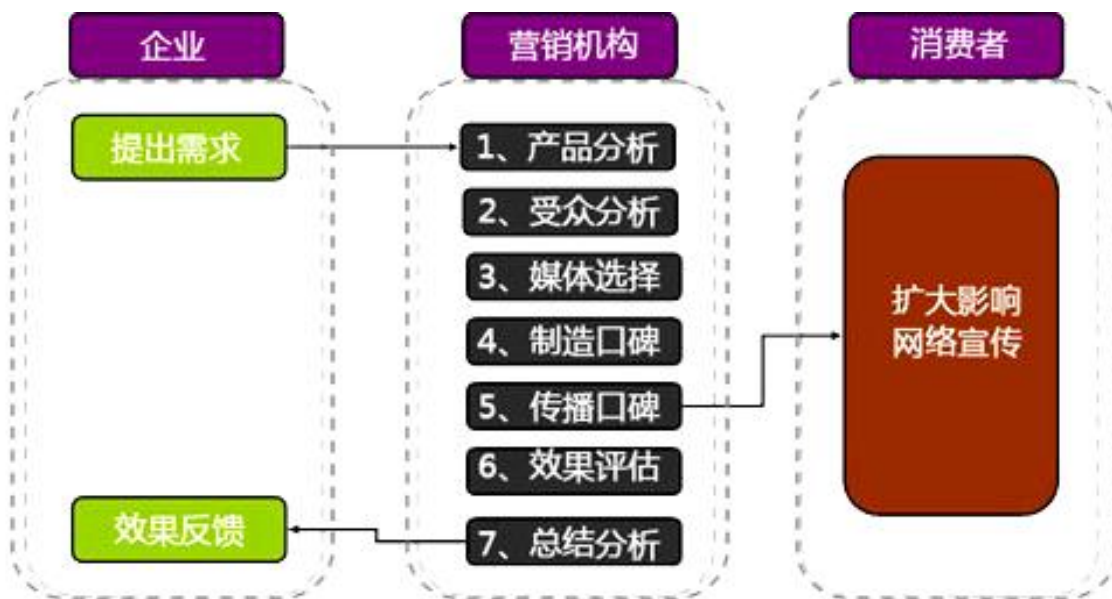 企业
营销机构
消费者
提出需求
效果反馈
1、产品分析
2、受众分析
3、媒体选择
4、制造口碑
5、传播口碑
6、效果评估
7、总结分析
扩大影响
网络宣传